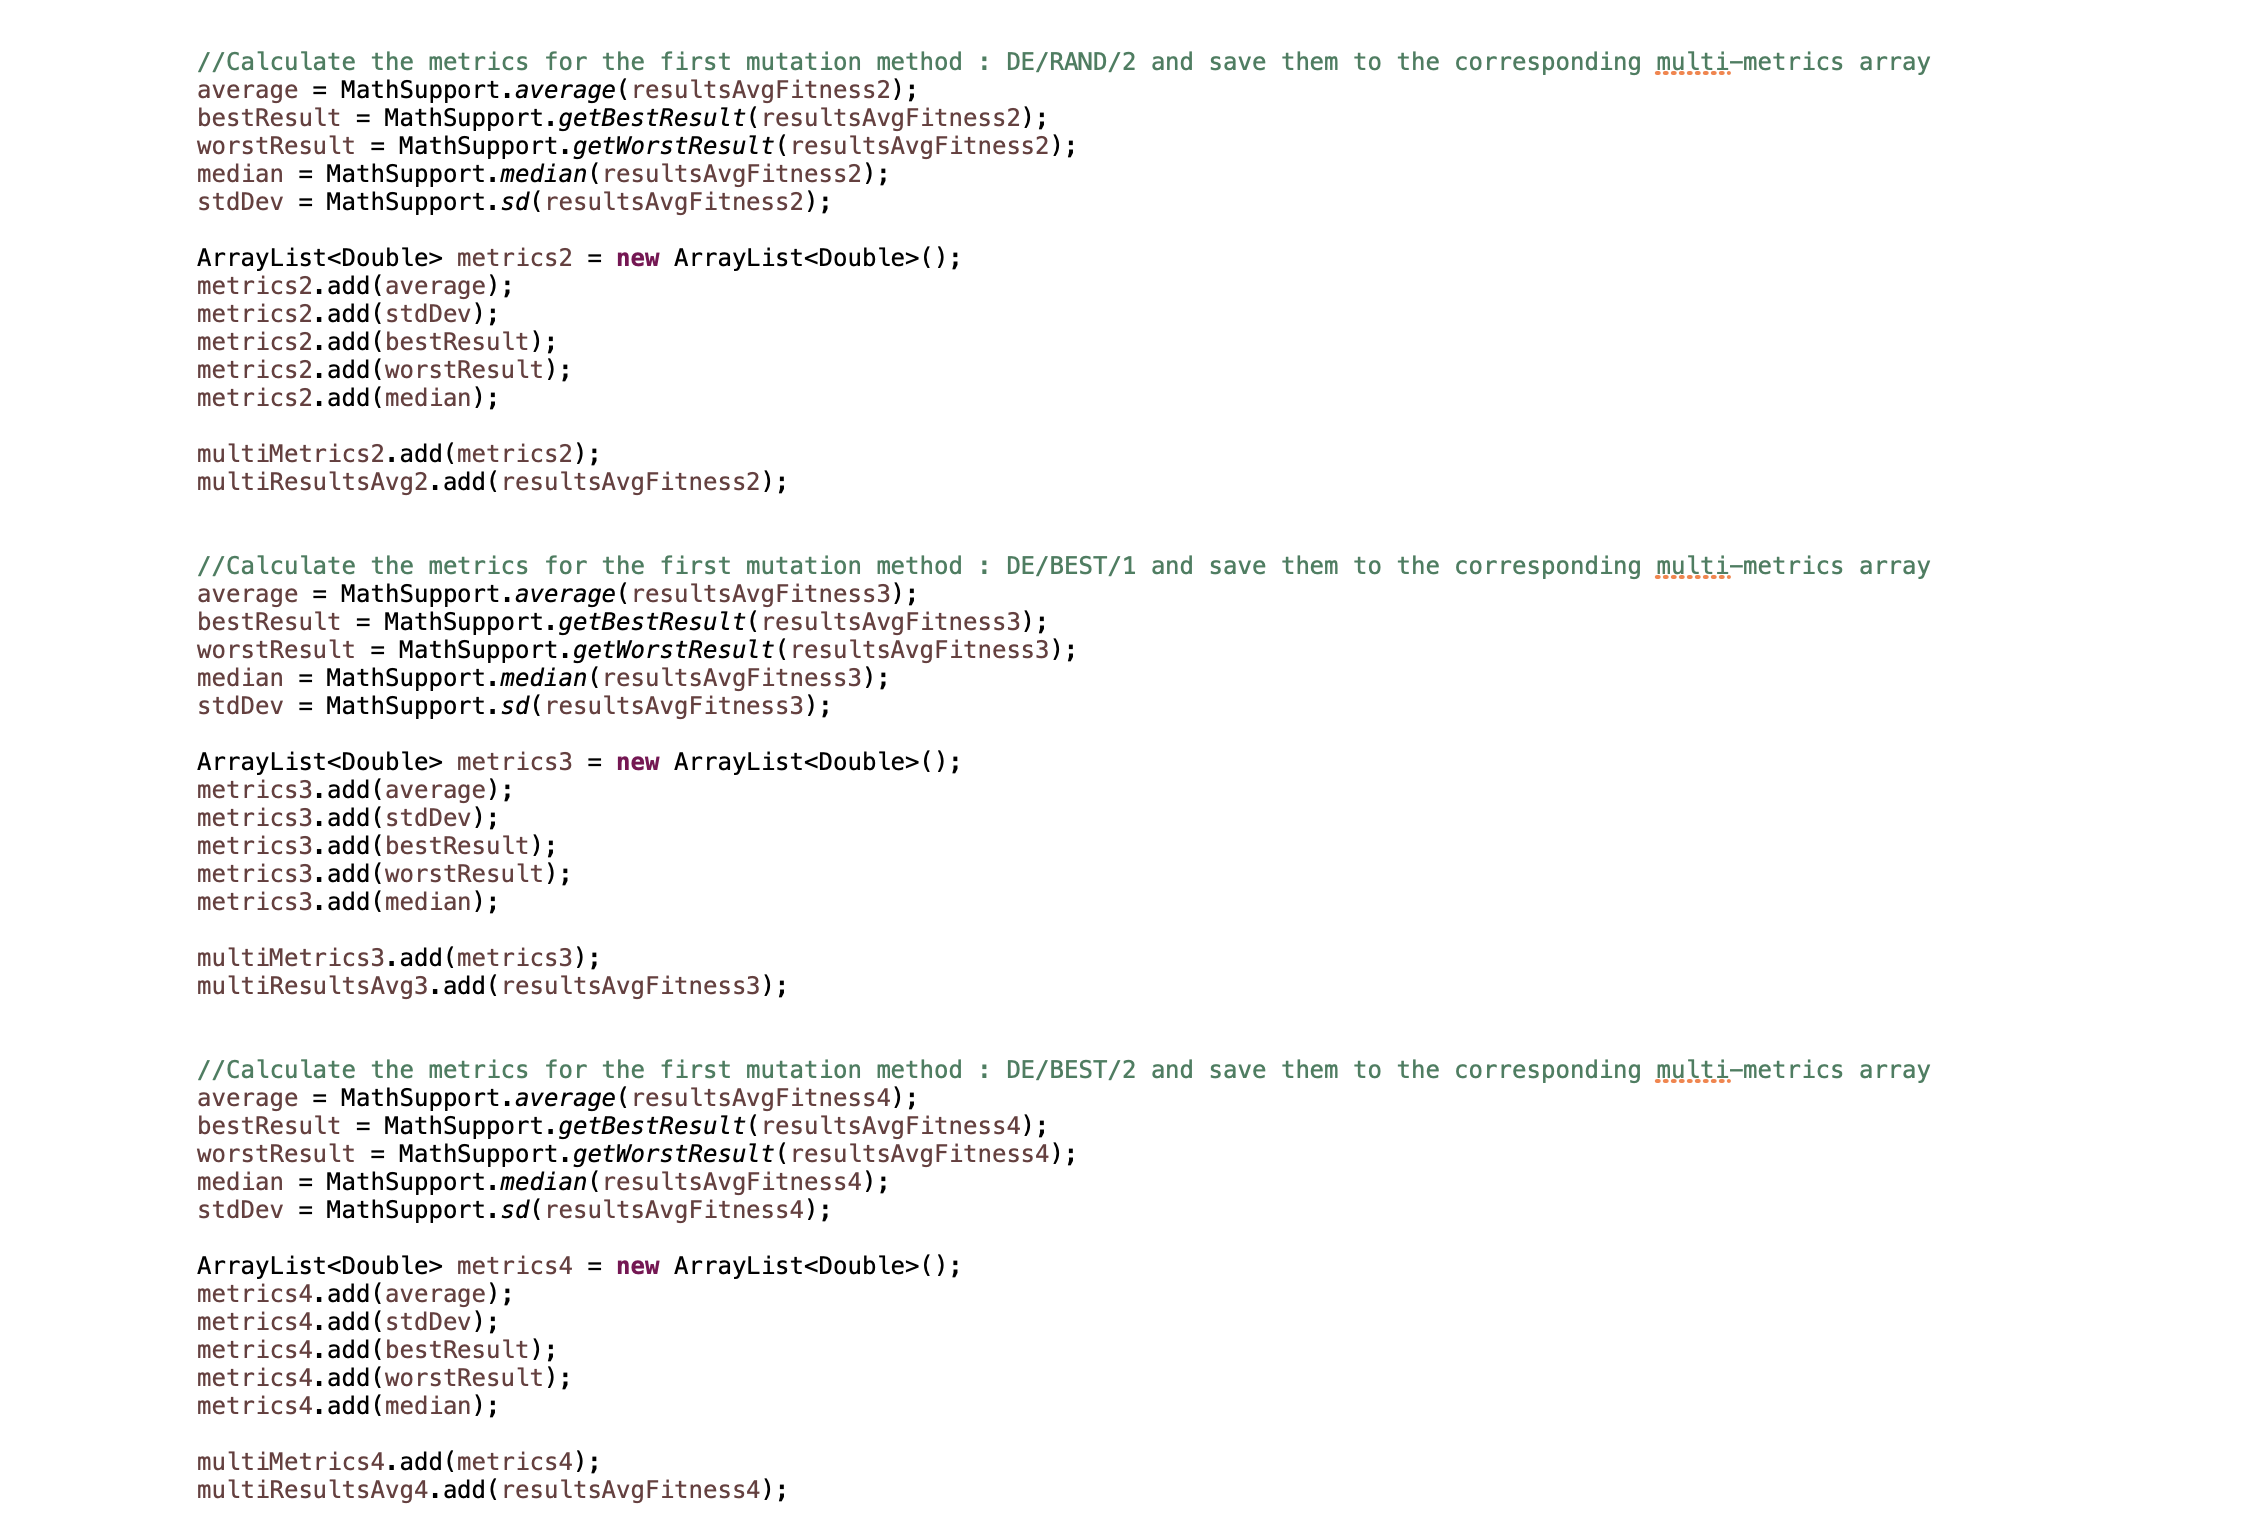 //Calculate the metrics for the first mutation method : DE/RAND/2 and save them to the corresponding multi-metrics array
average = MathSupport.average(resultsAvgFitness2);
bestResult = MathSupport.getBestResult(resultsAvgFitness2);
worstResult = MathSupport.getWorstResult(resultsAvgFitness2);
median = MathSupport.median(resultsAvgFitness2);
stdDev = MathSupport.sd(resultsAvgFitness2);

ArrayList<Double> metrics2 = new ArrayList<Double>();
metrics2.add(average);
metrics2.add(stdDev);
metrics2.add(bestResult);
metrics2.add(worstResult);
metrics2.add(median);

multiMetrics2.add(metrics2);
multiResultsAvg2.add(resultsAvgFitness2);

//Calculate the metrics for the first mutation method : DE/BEST/1 and save them to the corresponding multi-metrics array
average = MathSupport.average(resultsAvgFitness3);
bestResult = MathSupport.getBestResult(resultsAvgFitness3);
worstResult = MathSupport.getWorstResult(resultsAvgFitness3);
median = MathSupport.median(resultsAvgFitness3);
stdDev = MathSupport.sd(resultsAvgFitness3);

ArrayList<Double> metrics3 = new ArrayList<Double>();
metrics3.add(average);
metrics3.add(stdDev);
metrics3.add(bestResult);
metrics3.add(worstResult);
metrics3.add(median);

multiMetrics3.add(metrics3);
multiResultsAvg3.add(resultsAvgFitness3);

//Calculate the metrics for the first mutation method : DE/BEST/2 and save them to the corresponding multi-metrics array
average = MathSupport.average(resultsAvgFitness4);
bestResult = MathSupport.getBestResult(resultsAvgFitness4);
worstResult = MathSupport.getWorstResult(resultsAvgFitness4);
median = MathSupport.median(resultsAvgFitness4);
stdDev = MathSupport.sd(resultsAvgFitness4);

ArrayList<Double> metrics4 = new ArrayList<Double>();
metrics4.add(average);
metrics4.add(stdDev);
metrics4.add(bestResult);
metrics4.add(worstResult);
metrics4.add(median);

multiMetrics4.add(metrics4);
multiResultsAvg4.add(resultsAvgFitness4);